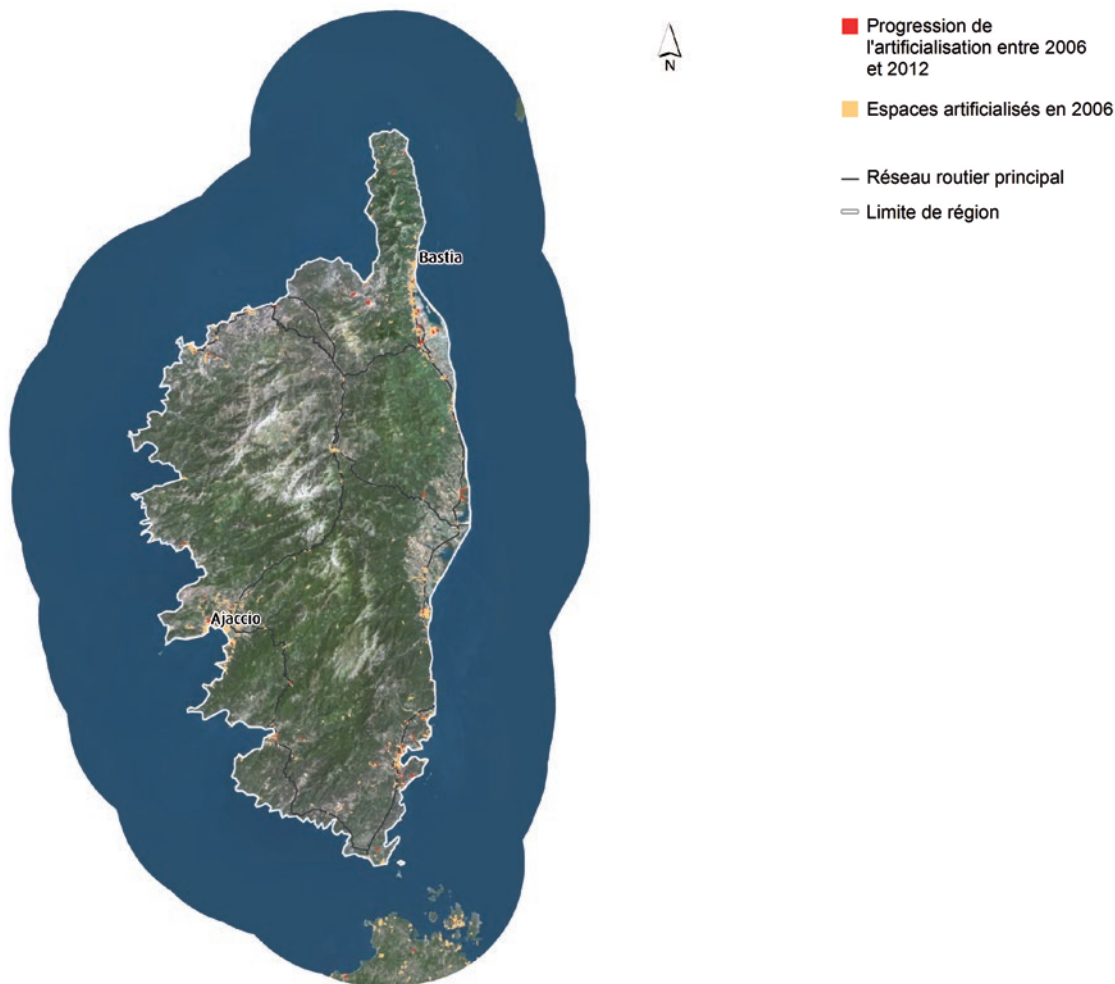 Progression de
l'artificialisation entre 2006
et 2012
Espaces artificialisés en 2006
Réseau routier principal
Limite de région
N
Bastia
Ajaccio